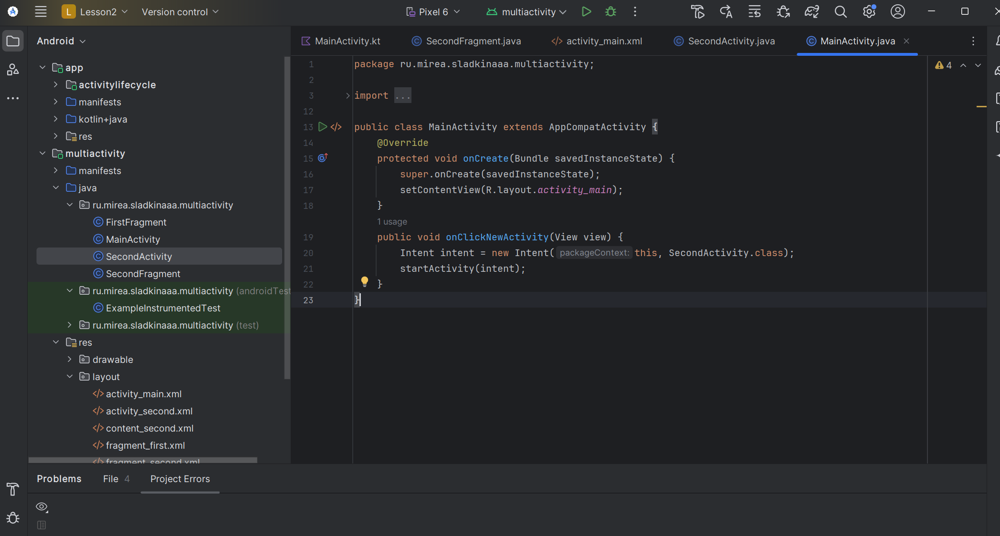 L Lesson2 Version control Pixel 6 multiactivity
Android
MainActivity.kt SecondFragment.java activity_main.xml SecondActivity.java MainActivity.java
app
activitylifecycle
manifests
kotlin+java
res
multiactivity
manifests
java
ru.mirea.sladkinaaa.multiactivity
FirstFragment
MainActivity
SecondActivity
SecondFragment
ru.mirea.sladkinaaa.multiactivity (androidTest
ExampleInstrumentedTest
ru.mirea.sladkinaaa.multiactivity (test)
res
drawable
layout
activity_main.xml
activity_second.xml
content_second.xml
fragment_first.xml
fragment_second.xml
4
1 package ru.mirea.sladkinaaa.multiactivity;
2
3 import ...
12
13 public class MainActivity extends AppCompatActivity {
14 @Override
15 protected void onCreate(Bundle savedInstanceState) {
16 super.onCreate(savedInstanceState);
17 setContentView(R.layout.activity_main);
18 }
1 usage
19 public void onClickNewActivity(View view) {
20 Intent intent = new Intent( packageContext: this, SecondActivity.class);
21 startActivity(intent);
22 }
23 }
Problems File 4 Project Errors